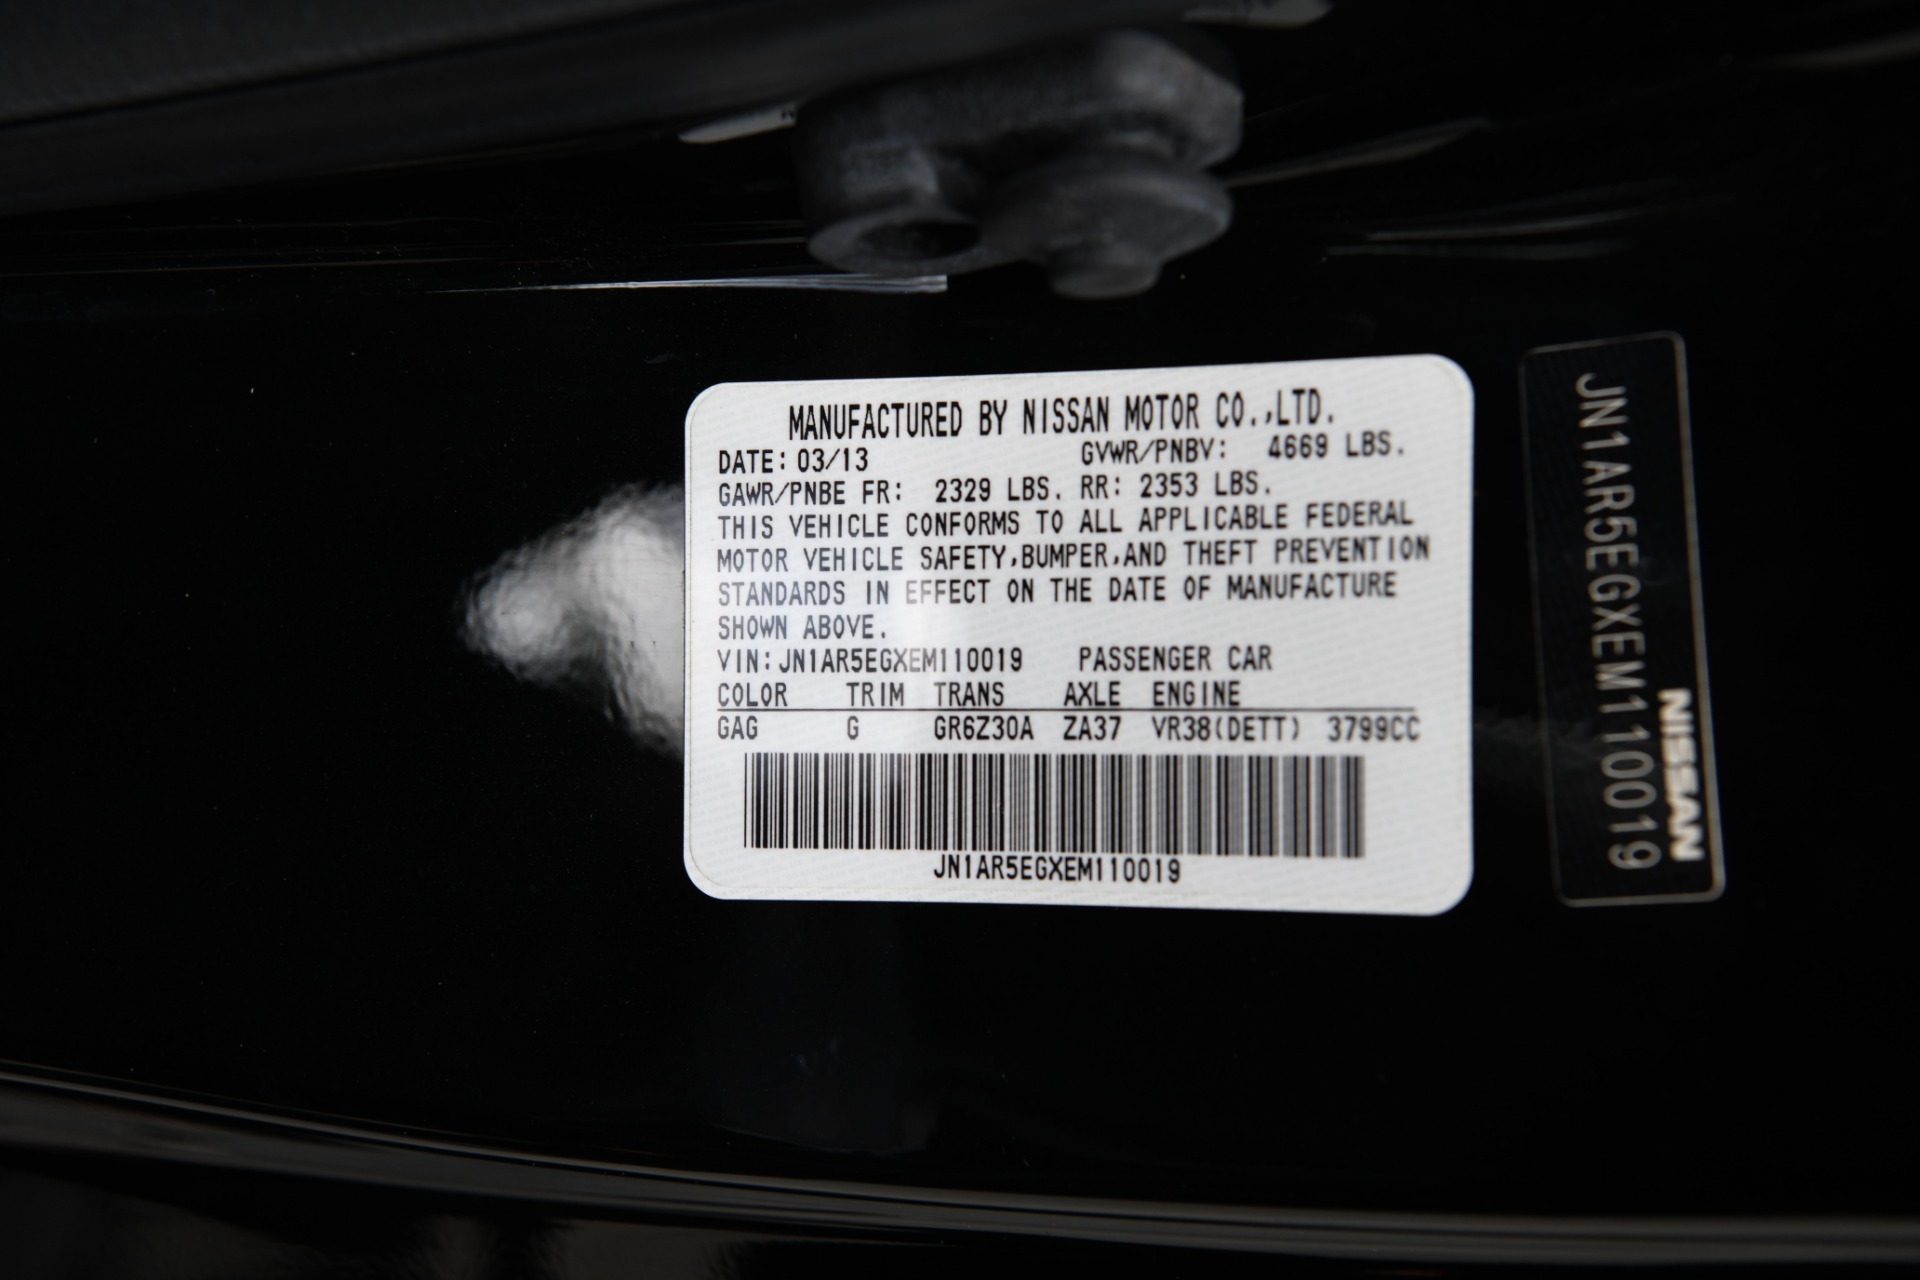 MANUFACTURED BY NISSAN MOTOR CO.,LTD.
DATE: 03/13 GVWR/PNBV: 4669 LBS.
GAWR/PNBE FR: 2329 LBS. RR: 2353 LBS.
THIS VEHICLE CONFORMS TO ALL APPLICABLE FEDERAL
MOTOR VEHICLE SAFETY,BUMPER,AND THEFT PREVENTION
STANDARDS IN EFFECT ON THE DATE OF MANUFACTURE
SHOWN ABOVE.
VIN:JN1AR5EGXEM110019 PASSENGER CAR
COLOR TRIM TRANS AXLE ENGINE
GAG G GR6Z30A ZA37 VR38(DETT) 3799CC
JN1AR5EGXEM110019
JN1AR5EGXEM110019
NISSAN